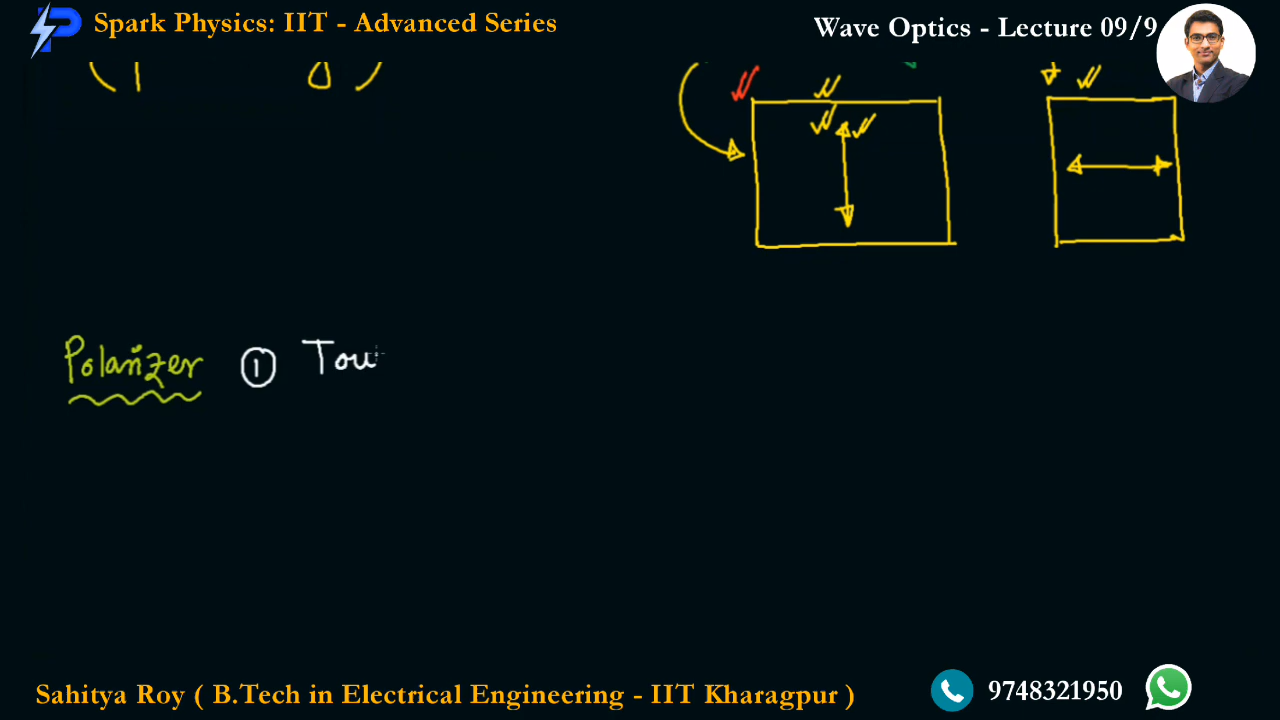 Spark Physics: IIT - Advanced Series
Wave Optics - Lecture 09/9
Polarizer ① Tou
Sahitya Roy ( B.Tech in Electrical Engineering - IIT Kharagpur )
9748321950